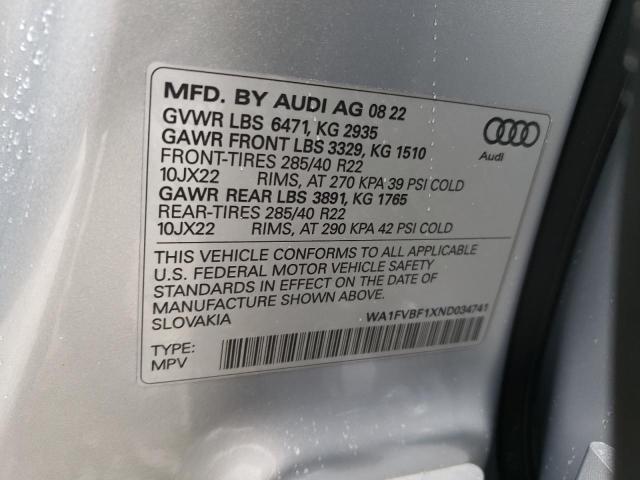 MFD. BY AUDI AG 08 22
GVWR LBS 6471, KG 2935
GAWR FRONT LBS 3329, KG 1510
FRONT-TIRES 285/40 R22
10JX22 RIMS, AT 270 KPA 39 PSI COLD
GAWR REAR LBS 3891, KG 1765
REAR-TIRES 285/40 R22
10JX22 RIMS, AT 290 KPA 42 PSI COLD
Audi
THIS VEHICLE CONFORMS TO ALL APPLICABLE
U.S. FEDERAL MOTOR VEHICLE SAFETY
STANDARDS IN EFFECT ON THE DATE OF
MANUFACTURE SHOWN ABOVE.
SLOVAKIA
WA1FVBF1XND034741
TYPE:
MPV